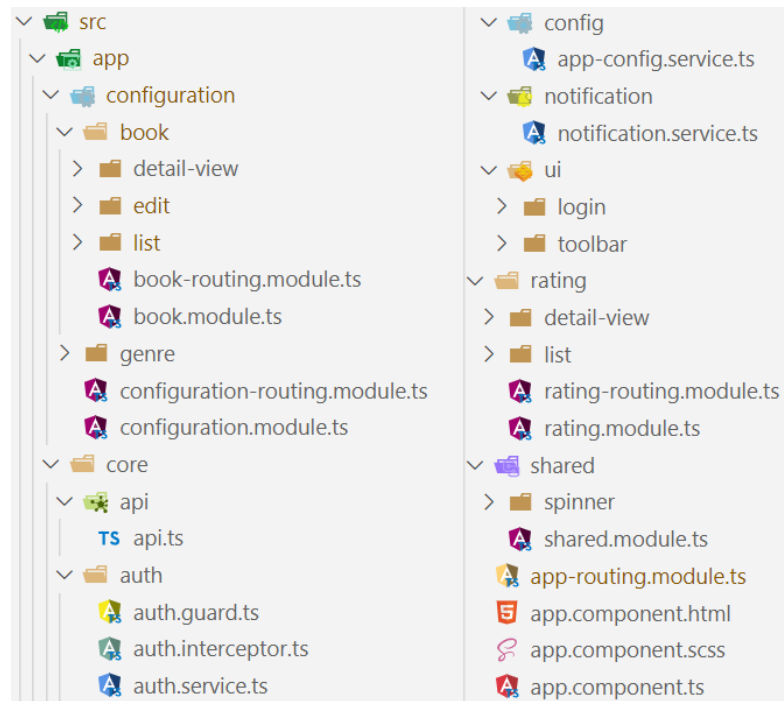 src
app
configuration
book
detail-view
edit
list
book-routing.module.ts
book.module.ts
genre
configuration-routing.module.ts
configuration.module.ts
core
api
TS api.ts
auth
auth.guard.ts
auth.interceptor.ts
auth.service.ts
config
app-config.service.ts
notification
notification.service.ts
ui
login
toolbar
rating
detail-view
list
rating-routing.module.ts
rating.module.ts
shared
spinner
shared.module.ts
app-routing.module.ts
app.component.html
app.component.scss
app.component.ts